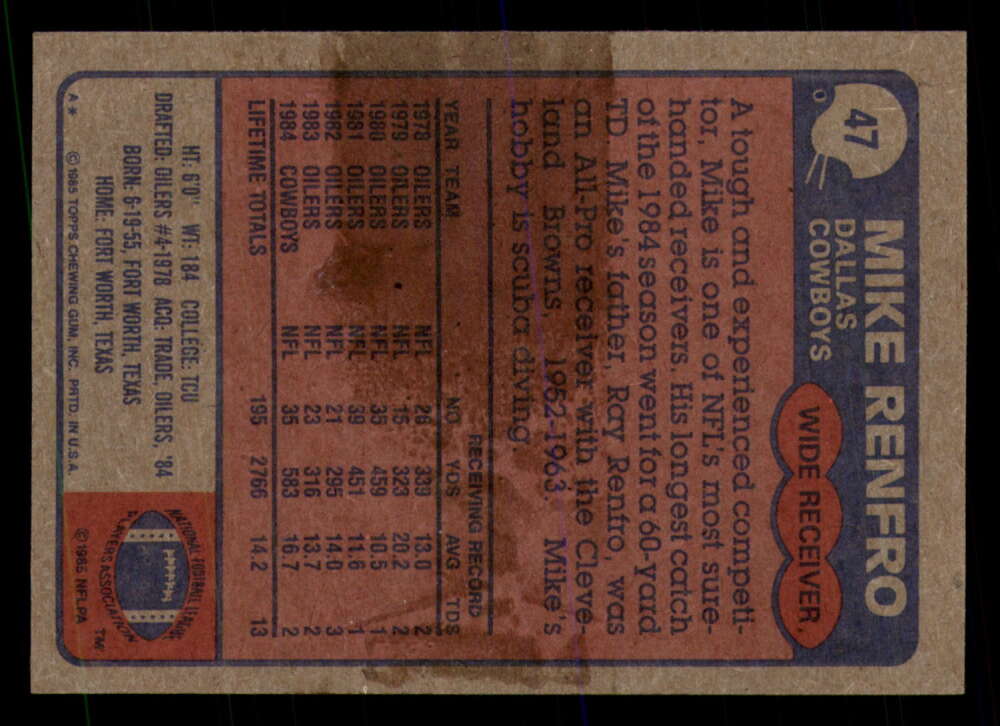 47
MIKE RENFRO
DALLAS
COWBOYS
WIDE RECEIVER
A tough and experienced competi-
tor, Mike is one of NFL's most sure-
handed receivers. His longest catch
of the 1984 season went for a 60-yard
TD. Mike's father, Ray Renfro, was
an All-Pro receiver with the Cleve-
land Browns 1952-1963. Mike's
hobby is scuba diving.
RECEIVING RECORD
YEAR TEAM NO YDS AVG TDS
1978 OILERS NFL 26 339 13.0 2
1979 OILERS NFL 16 323 20.2 2
1980 OILERS NFL 35 459 10.5 1
1981 OILERS NFL 39 451 11.6 1
1982 OILERS NFL 21 295 14.0 3
1983 OILERS NFL 23 316 13.7 2
1984 COWBOYS NFL 35 583 16.7 2
LIFETIME TOTALS 195 2766 14.2 13
HT: 6'0" WT: 184 COLLEGE: TCU
DRAFTED: OILERS #4-1978 ACQ: TRADE, OILERS, '84
BORN: 6-19-55, FORT WORTH, TEXAS
HOME: FORT WORTH, TEXAS
A* © 1985 TOPPS CHEWING GUM, INC. PRTD. IN U.S.A.
NATIONAL FOOTBALL LEAGUE
NFLPA
PLAYERS ASSOCIATION
TM
© 1985 NFLPA